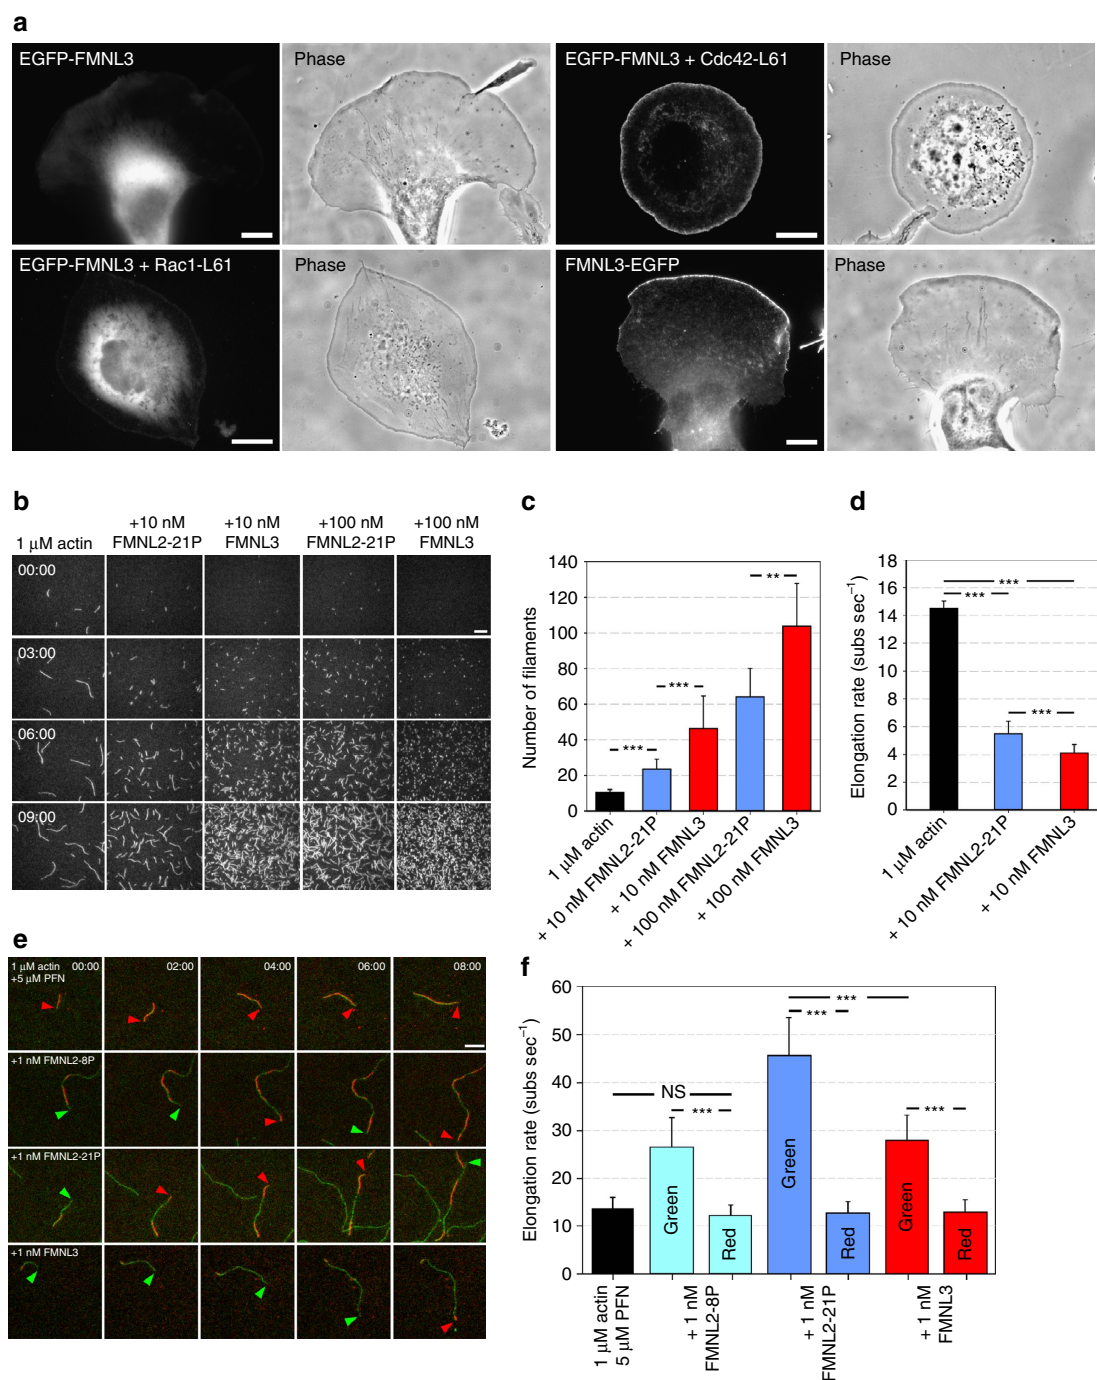 a
EGFP-FMNL3
Phase
EGFP-FMNL3 + Cdc42-L61
Phase
EGFP-FMNL3 + Rac1-L61
Phase
FMNL3-EGFP
Phase
b
1 μM actin
+10 nM
FMNL2-21P
+10 nM
FMNL3
+100 nM
FMNL2-21P
+100 nM
FMNL3
00:00
03:00
06:00
09:00
c
Number of filaments
140
120
100
80
60
40
20
0
***
***
**
1 μM actin
+ 10 nM FMNL2-21P
+ 10 nM FMNL3
+ 100 nM FMNL2-21P
+ 100 nM FMNL3
d
Elongation rate (subs sec⁻¹)
18
16
14
12
10
8
6
4
2
0
***
***
***
1 μM actin
+ 10 nM FMNL2-21P
+ 10 nM FMNL3
e
1 μM actin
+5 μM PFN
00:00
02:00
04:00
06:00
08:00
+1 nM FMNL2-8P
+1 nM FMNL2-21P
+1 nM FMNL3
f
Elongation rate (subs sec⁻¹)
60
50
40
30
20
10
0
NS
***
***
***
***
Green
Red
Green
Red
Green
Red
1 μM actin
5 μM PFN
+ 1 nM
FMNL2-8P
+ 1 nM
FMNL2-21P
+ 1 nM
FMNL3